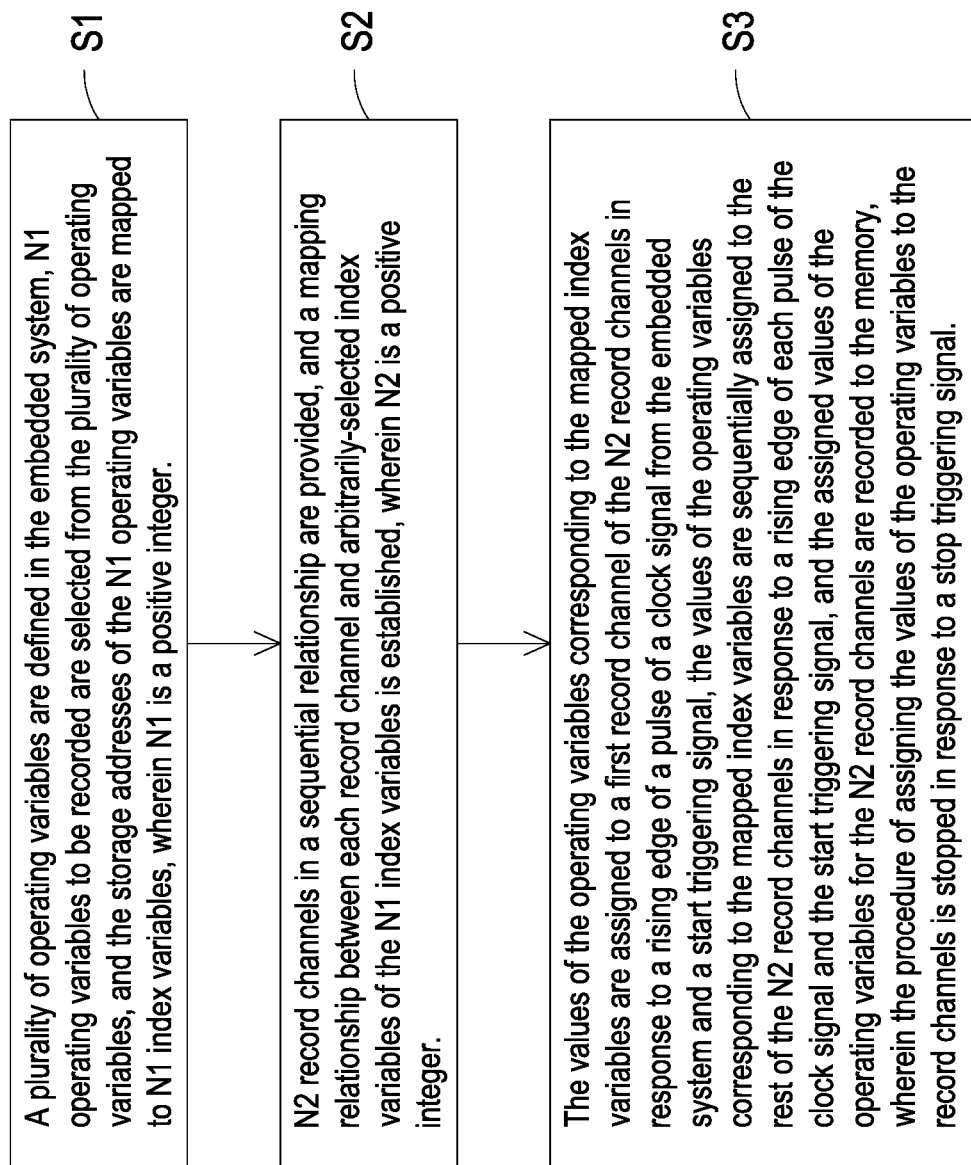 A plurality of operating variables are defined in the embedded system, N1
operating variables to be recorded are selected from the plurality of operating
variables, and the storage addresses of the N1 operating variables are mapped
to N1 index variables, wherein N1 is a positive integer.
S1
N2 record channels in a sequential relationship are provided, and a mapping
relationship between each record channel and arbitrarily-selected index
variables of the N1 index variables is established, wherein N2 is a positive
integer.
S2
The values of the operating variables corresponding to the mapped index
variables are assigned to a first record channel of the N2 record channels in
response to a rising edge of a pulse of a clock signal from the embedded
system and a start triggering signal, the values of the operating variables
corresponding to the mapped index variables are sequentially assigned to the
rest of the N2 record channels in response to a rising edge of each pulse of the
clock signal and the start triggering signal, and the assigned values of the
operating variables for the N2 record channels are recorded to the memory,
wherein the procedure of assigning the values of the operating variables to the
record channels is stopped in response to a stop triggering signal.
S3